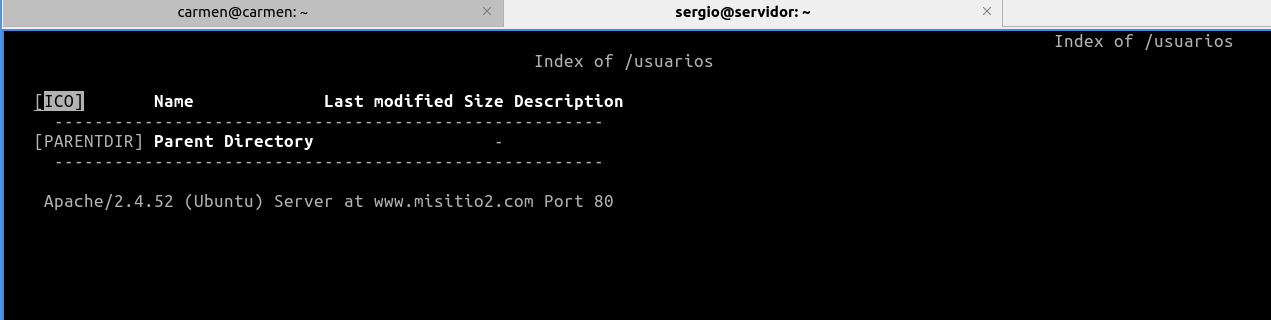 carmen@carmen: ~ × sergio@servidor: ~ ×
Index of /usuarios
Index of /usuarios
[ICO] Name Last modified Size Description
-------------------------------------------------------
[PARENTDIR] Parent Directory -
-------------------------------------------------------
Apache/2.4.52 (Ubuntu) Server at www.misitio2.com Port 80